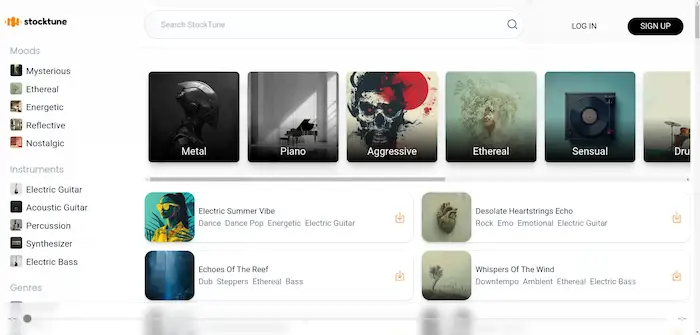 stocktune
Search StockTune
LOG IN
SIGN UP
Moods
Mysterious
Ethereal
Energetic
Reflective
Nostalgic
Instruments
Electric Guitar
Acoustic Guitar
Percussion
Synthesizer
Electric Bass
Genres
Metal
Piano
Aggressive
Ethereal
Sensual
Dru
Electric Summer Vibe
Dance Dance Pop Energetic Electric Guitar
Desolate Heartstrings Echo
Rock Emo Emotional Electric Guitar
Echoes Of The Reef
Dub Steppers Ethereal Bass
Whispers Of The Wind
Downtempo Ambient Ethereal Electric Bass